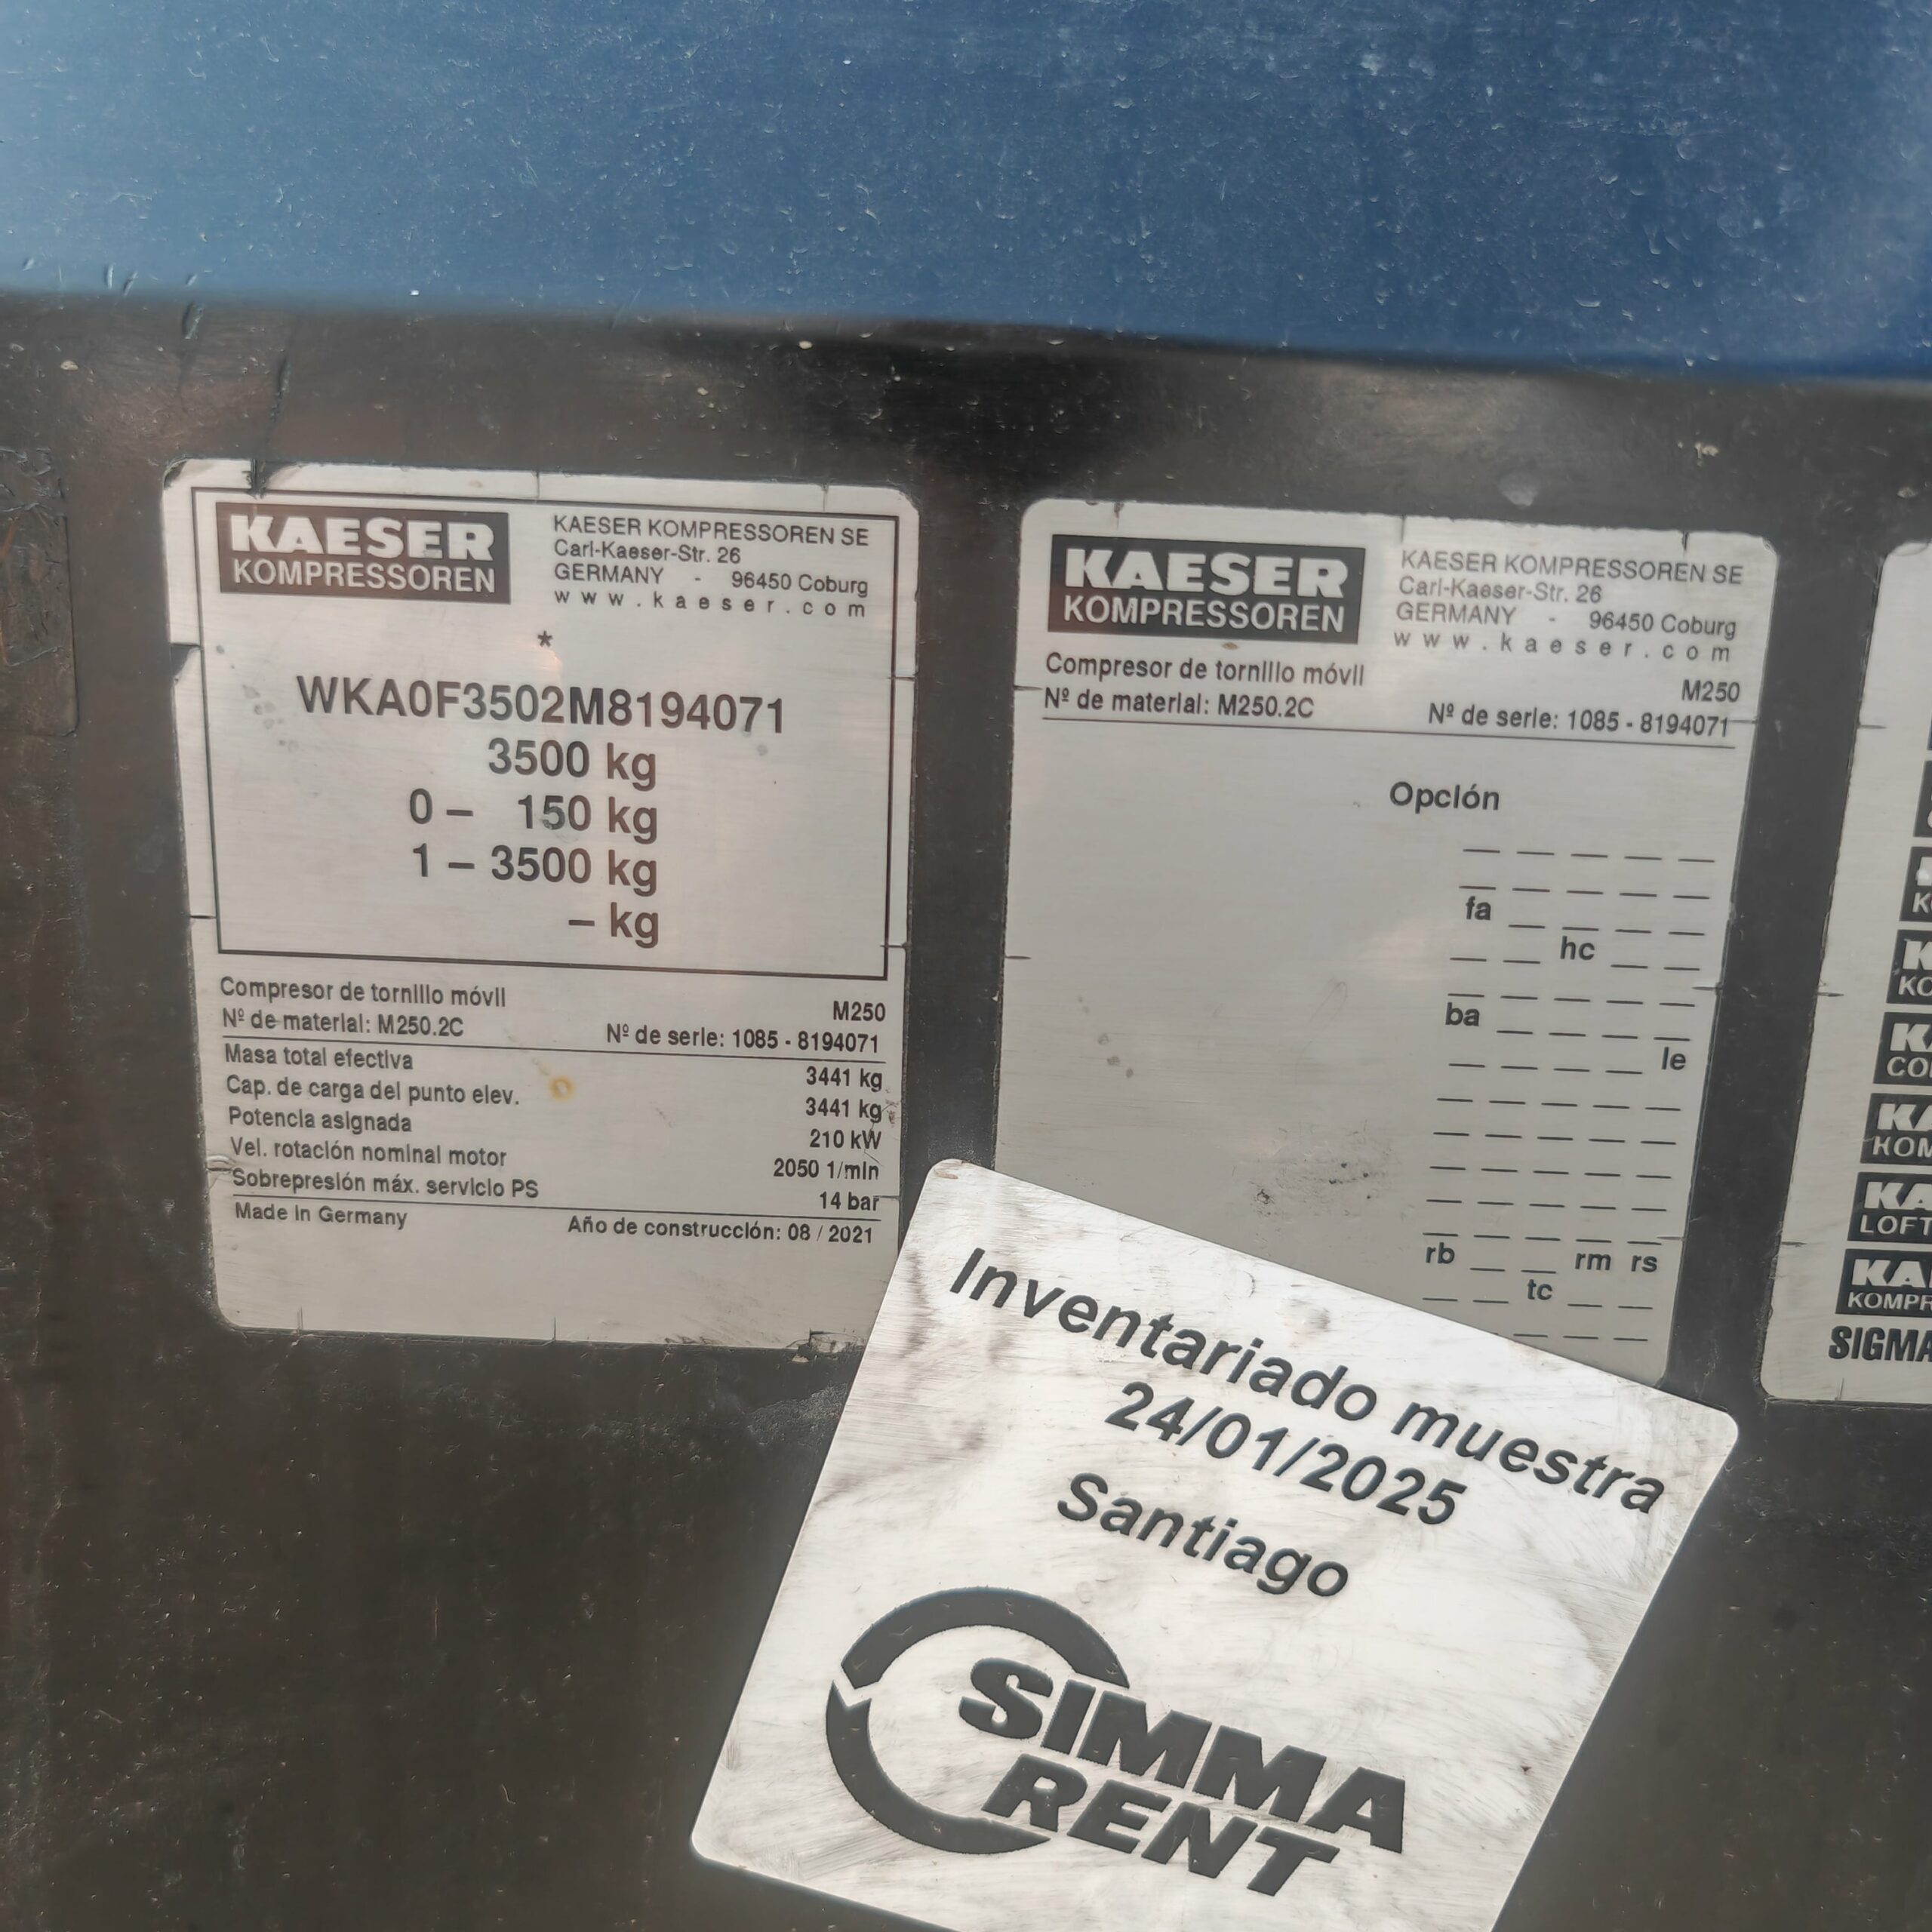 KAESER
KOMPRESSOREN
KAESER KOMPRESSOREN SE
Carl-Kaeser-Str. 26
GERMANY - 96450 Coburg
www.kaeser.com
*
WKA0F3502M8194071
3500 kg
0 – 150 kg
1 – 3500 kg
– kg
Compresor de tornillo móvil M250
Nº de material: M250.2C Nº de serie: 1085 - 8194071
Masa total efectiva 3441 kg
Cap. de carga del punto elev. 3441 kg
Potencia asignada 210 kW
Vel. rotación nominal motor 2050 1/min
Sobrepresión máx. servicio PS 14 bar
Made in Germany Año de construcción: 08 / 2021
KAESER
KOMPRESSOREN
KAESER KOMPRESSOREN SE
Carl-Kaeser-Str. 26
GERMANY - 96450 Coburg
www.kaeser.com
Compresor de tornillo móvil M250
Nº de material: M250.2C Nº de serie: 1085 - 8194071
Opción
— — — — —
— — — — —
fa — — — —
— — hc — —
— — — — —
ba — — — —
— — — — le
— — — — —
— — — — —
— — — — —
— — — — —
— — — — —
rb — — rm rs
— — tc — —
— — —
Inventariado muestra
24/01/2025
Santiago
SIMMA
RENT
SIGMA